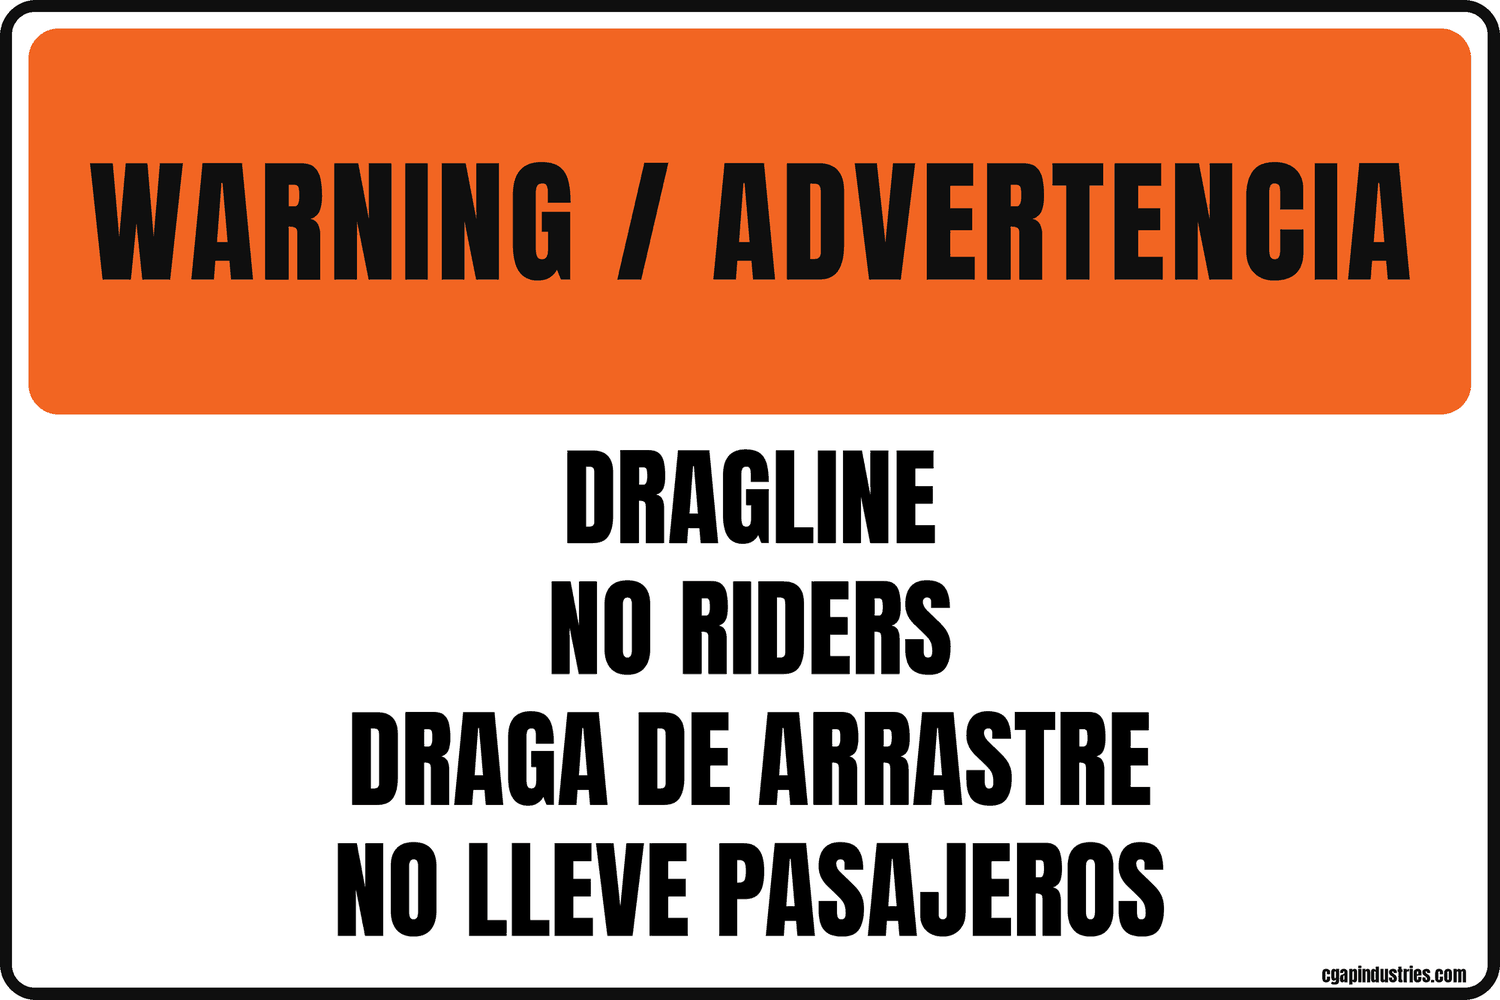 WARNING / ADVERTENCIA
DRAGLINE
NO RIDERS
DRAGA DE ARRASTRE
NO LLEVE PASAJEROS
cgapindustries.com